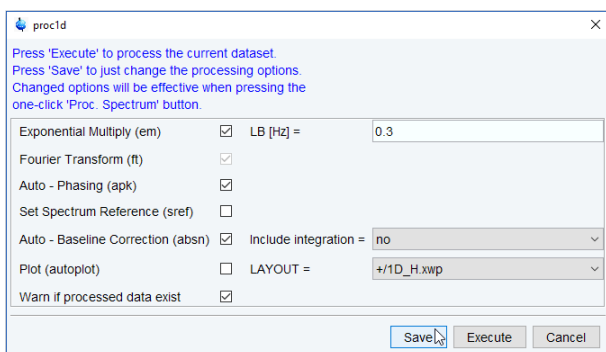 proc1d
Press 'Execute' to process the current dataset.
Press 'Save' to just change the processing options.
Changed options will be effective when pressing the
one-click 'Proc. Spectrum' button.
Exponential Multiply (em) LB [Hz] = 0.3
Fourier Transform (ft)
Auto - Phasing (apk)
Set Spectrum Reference (sref)
Auto - Baseline Correction (absn) Include integration = no
Plot (autoplot) LAYOUT = +/1D_H.xwp
Warn if processed data exist
Save Execute Cancel